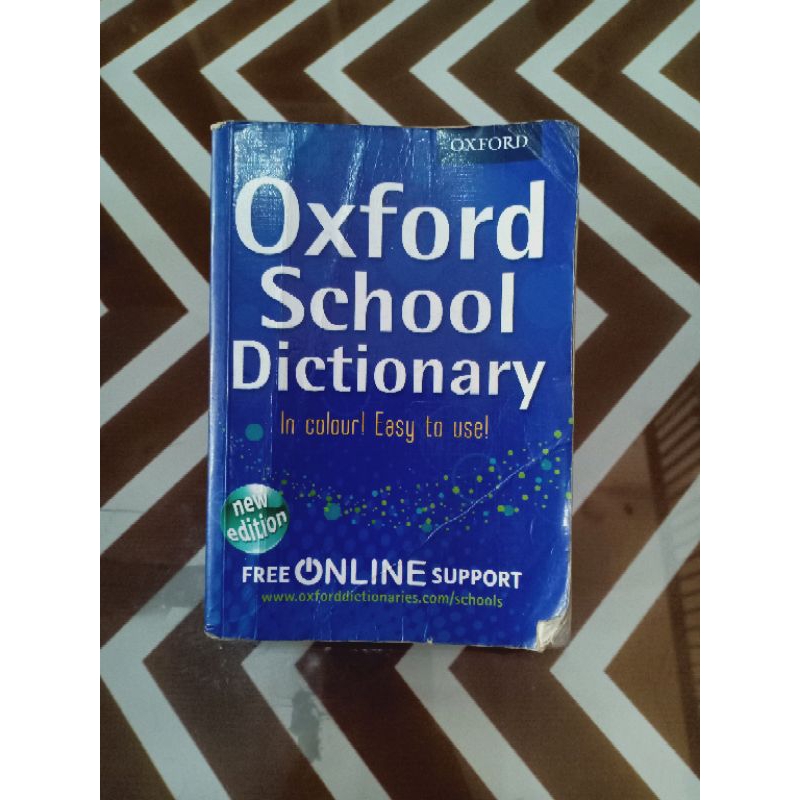 OXFORD
Oxford
School
Dictionary
In colour! Easy to use!
new
edition
FREE ONLINE SUPPORT
www.oxforddictionaries.com/schools